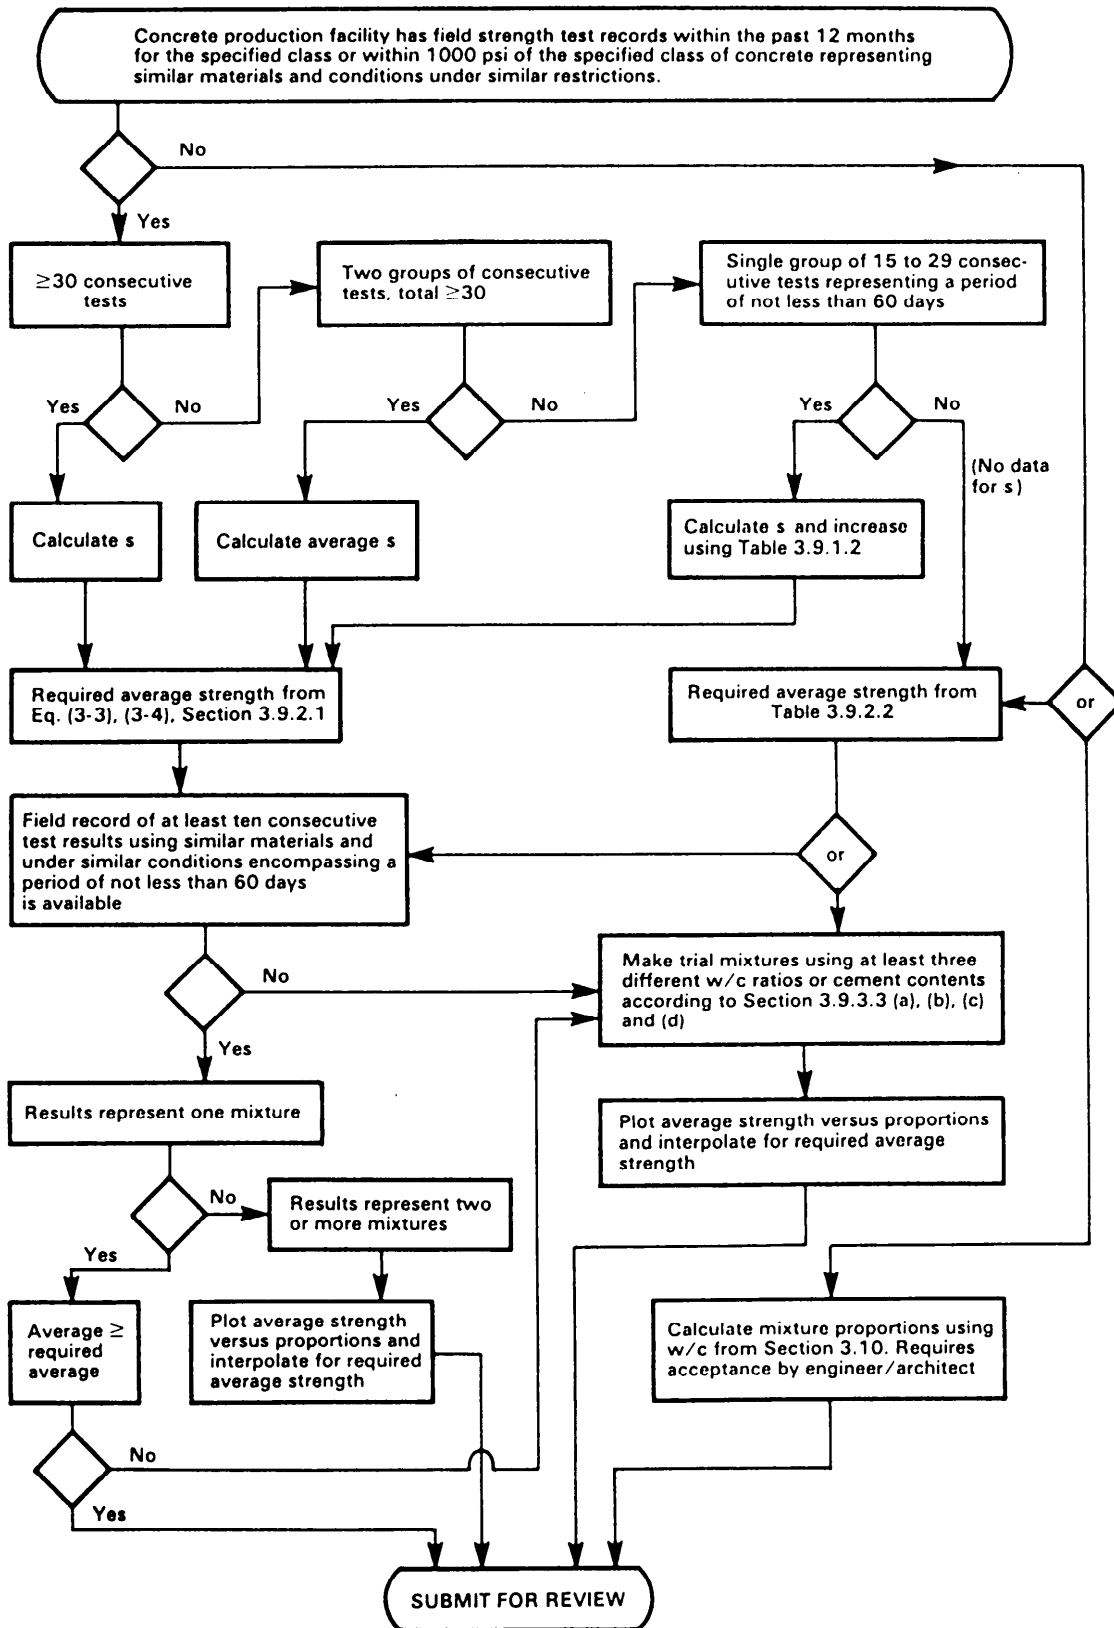 Concrete production facility has field strength test records within the past 12 months
for the specified class or within 1000 psi of the specified class of concrete representing
similar materials and conditions under similar restrictions.
No
Yes
≥30 consecutive
tests
Two groups of consecutive
tests, total ≥30
Single group of 15 to 29 consec-
utive tests representing a period
of not less than 60 days
Yes
No
Yes
No
Yes
No
(No data
for s)
Calculate s
Calculate average s
Calculate s and increase
using Table 3.9.1.2
Required average strength from
Eq. (3-3), (3-4), Section 3.9.2.1
Required average strength from
Table 3.9.2.2
or
Field record of at least ten consecutive
test results using similar materials and
under similar conditions encompassing a
period of not less than 60 days
is available
or
No
Yes
Make trial mixtures using at least three
different w/c ratios or cement contents
according to Section 3.9.3.3 (a), (b), (c)
and (d)
Results represent one mixture
Plot average strength versus proportions
and interpolate for required average
strength
No
Yes
Results represent two
or more mixtures
Average ≥
required
average
Plot average strength
versus proportions and
interpolate for required
average strength
Calculate mixture proportions using
w/c from Section 3.10. Requires
acceptance by engineer/architect
No
Yes
SUBMIT FOR REVIEW